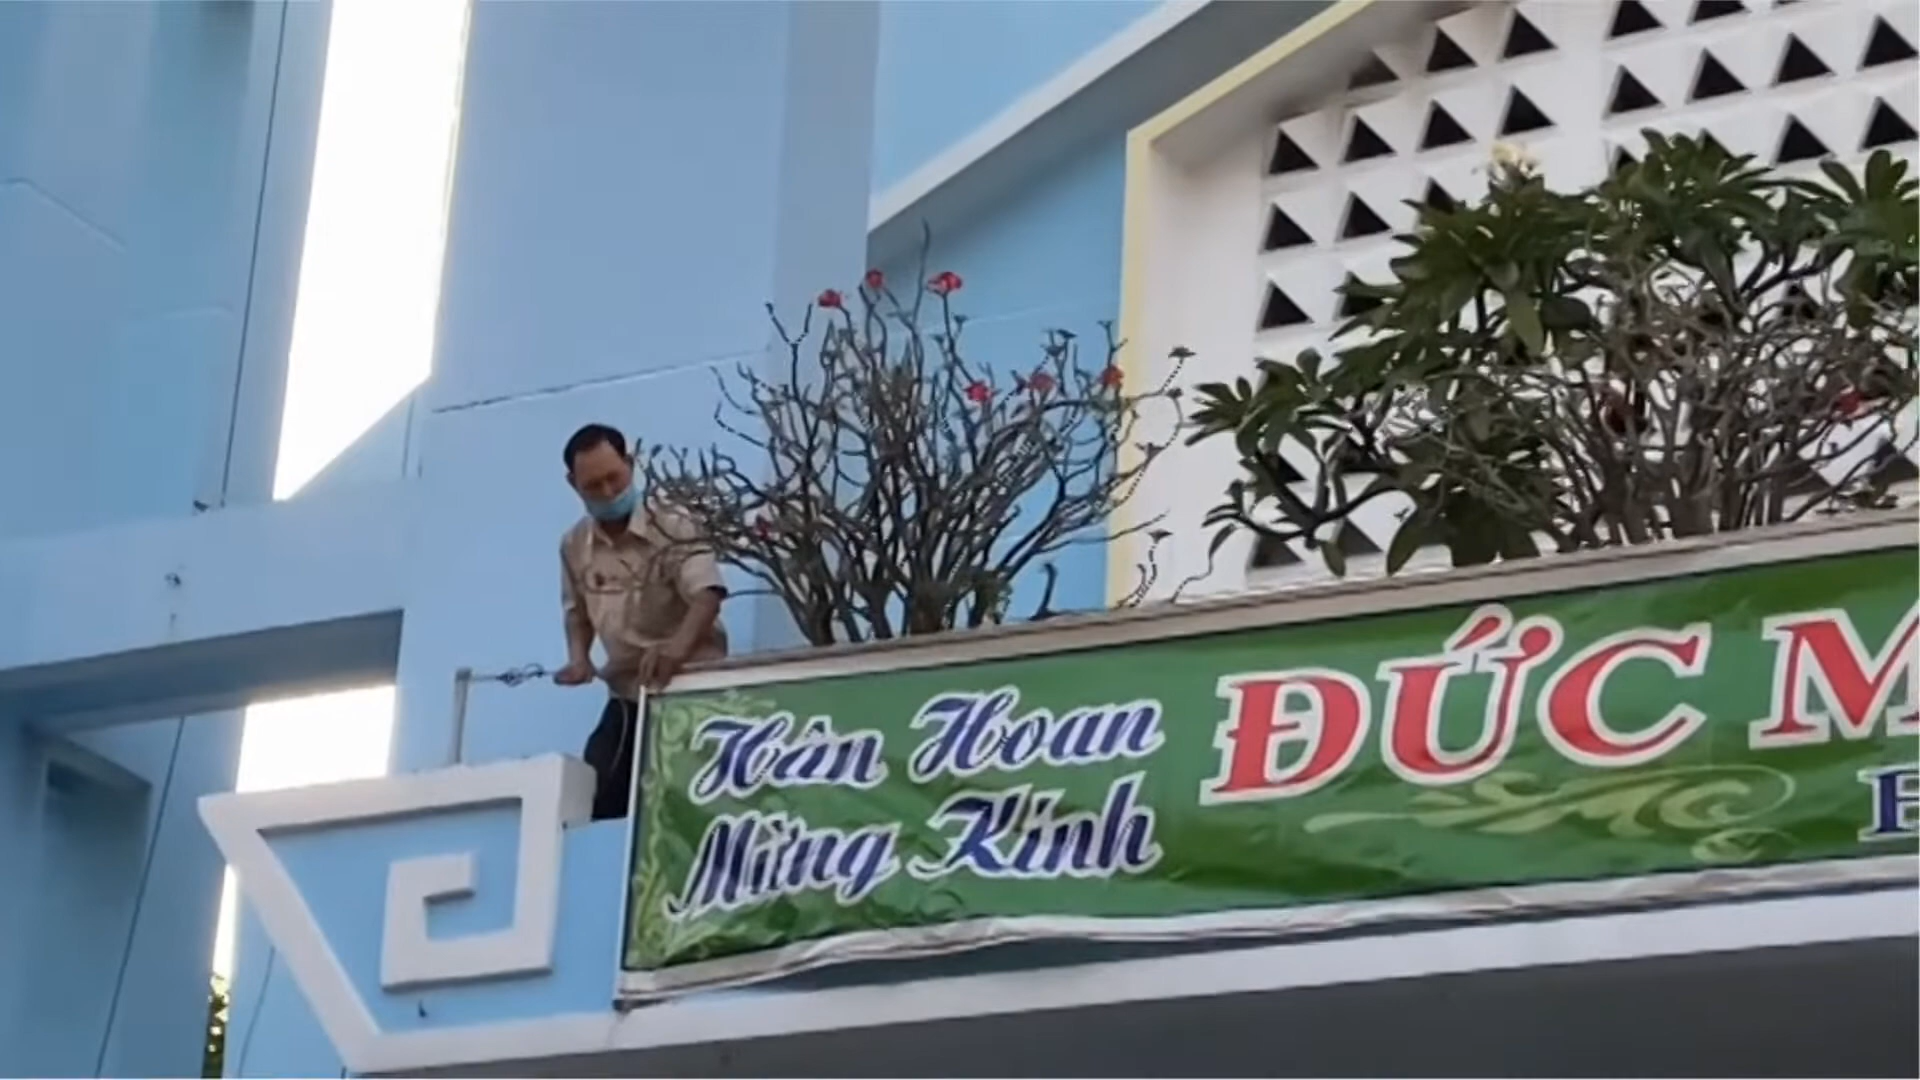 Hân Hoan
Mừng Kính
ĐỨC